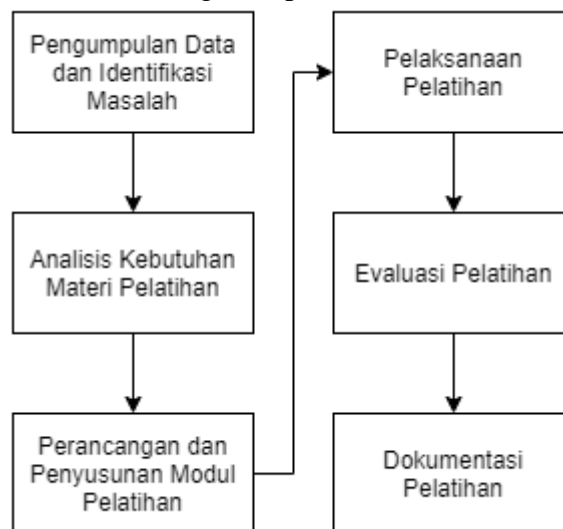 Pengumpulan Data
dan Identifikasi
Masalah
Analisis Kebutuhan
Materi Pelatihan
Perancangan dan
Penyusunan Modul
Pelatihan
Pelaksanaan
Pelatihan
Evaluasi Pelatihan
Dokumentasi
Pelatihan